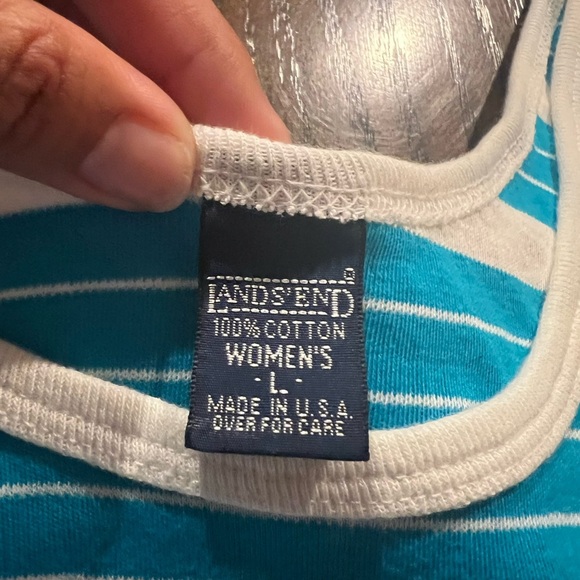 LANDS' END
100% COTTON
WOMEN'S
- L -
MADE IN U.S.A.
OVER FOR CARE